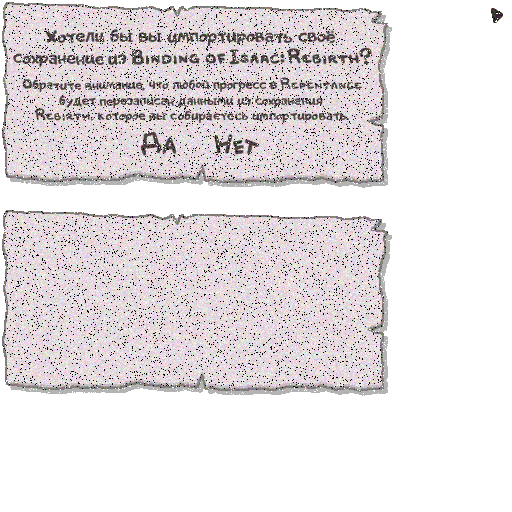 Хотели бы вы импортировать своё
сохранение из Binding of Isaac: Rebirth?
Обратите внимание, что любой прогресс в Repentance
будет перезаписан данными из сохранения
Rebirth, которое вы собираетесь импортировать.
Да Нет